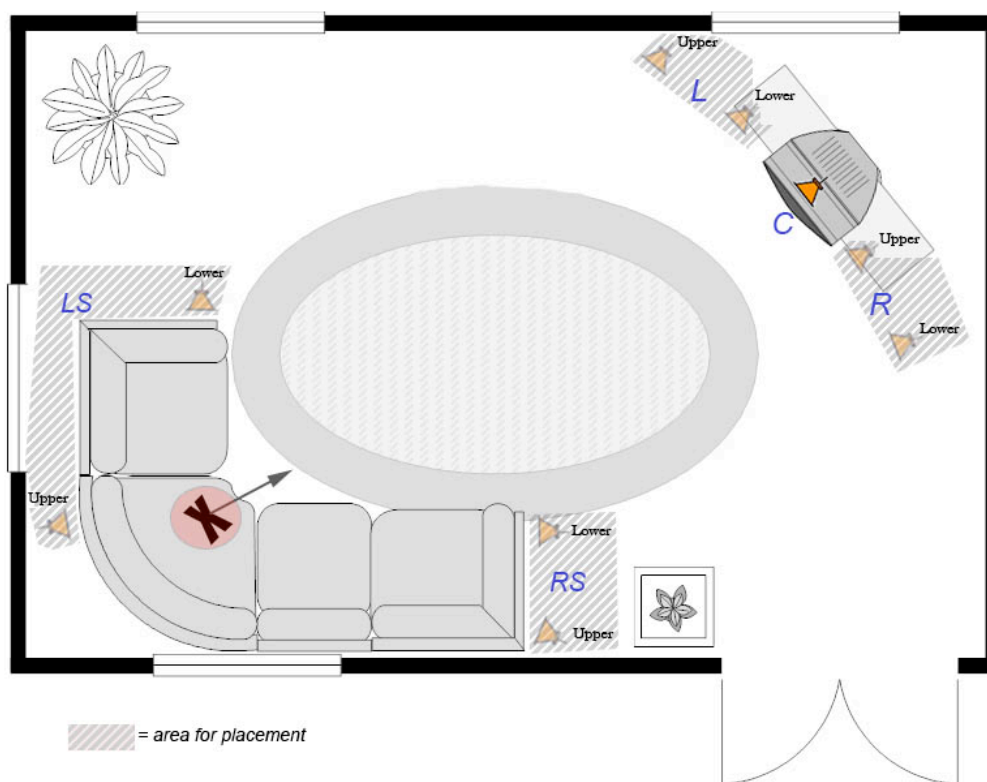 Upper
L
Lower
C
Upper
R
Lower
Lower
LS
Upper
X
Lower
RS
Upper
= area for placement